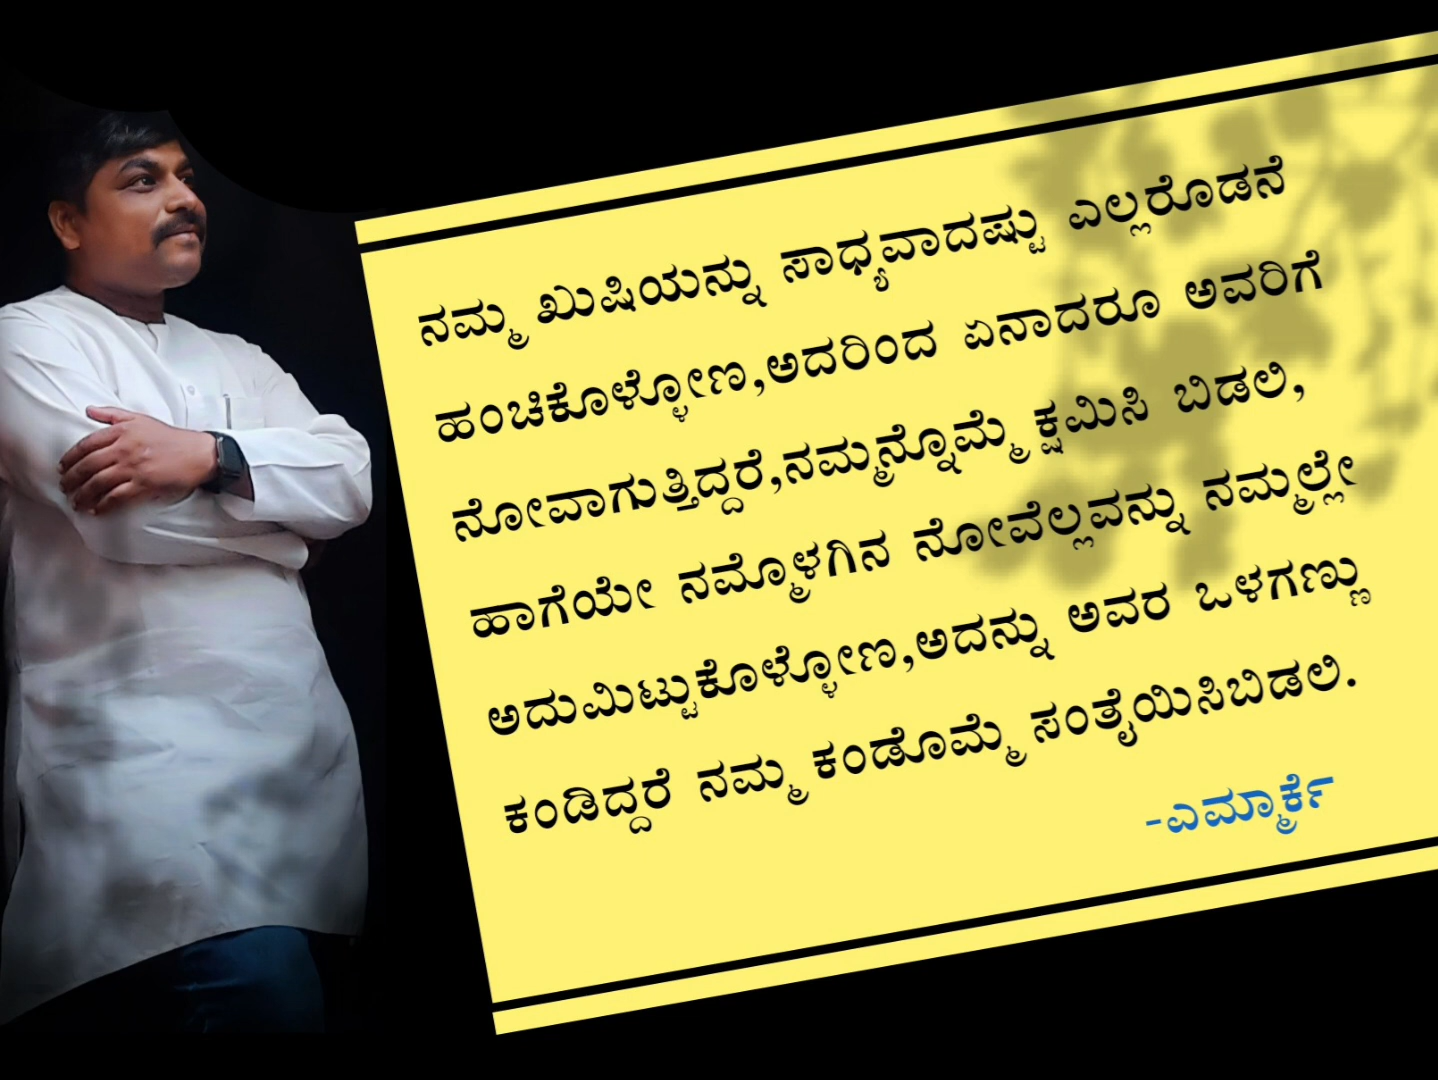 ನಮ್ಮ ಖುಷಿಯನ್ನು ಸಾಧ್ಯವಾದಷ್ಟು ಎಲ್ಲರೊಡನೆ
ಹಂಚಿಕೊಳ್ಳೋಣ,ಅದರಿಂದ ಏನಾದರೂ ಅವರಿಗೆ
ನೋವಾಗುತ್ತಿದ್ದರೆ,ನಮ್ಮನ್ನೊಮ್ಮೆ ಕ್ಷಮಿಸಿ ಬಿಡಲಿ,
ಹಾಗೆಯೇ ನಮ್ಮೊಳಗಿನ ನೋವೆಲ್ಲವನ್ನು ನಮ್ಮಲ್ಲೇ
ಅದುಮಿಟ್ಟುಕೊಳ್ಳೋಣ,ಅದನ್ನು ಅವರ ಒಳಗಣ್ಣು
ಕಂಡಿದ್ದರೆ ನಮ್ಮ ಕಂಡೊಮ್ಮೆ ಸಂತೈಯಿಸಿಬಿಡಲಿ.
-ಎಮ್ಮಾರ್ಕೆ